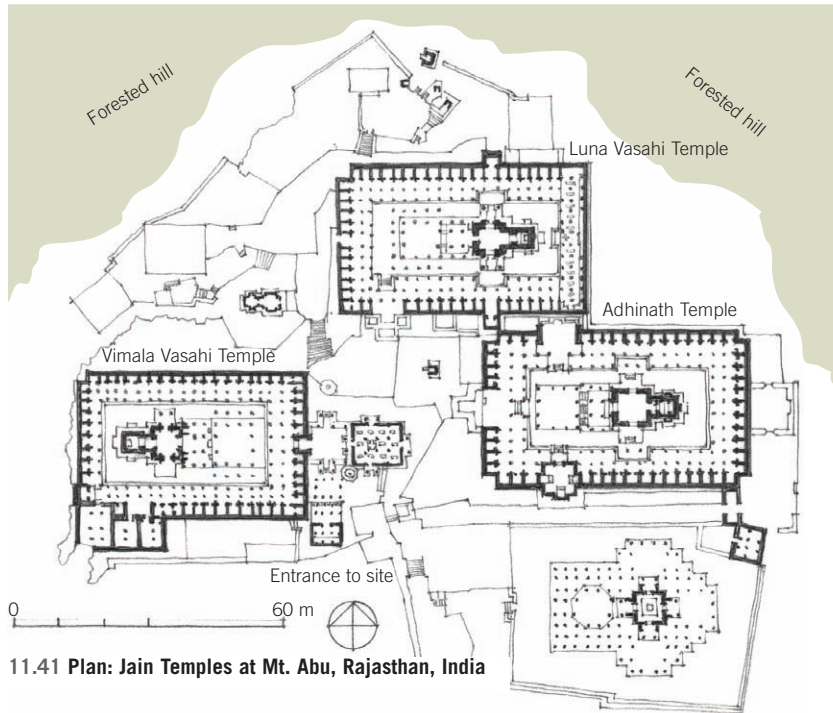 Forested hill
Forested hill
Luna Vasahi Temple
Adhinath Temple
Vimala Vasahi Temple
Entrance to site
0 60 m
11.41 Plan: Jain Temples at Mt. Abu, Rajasthan, India